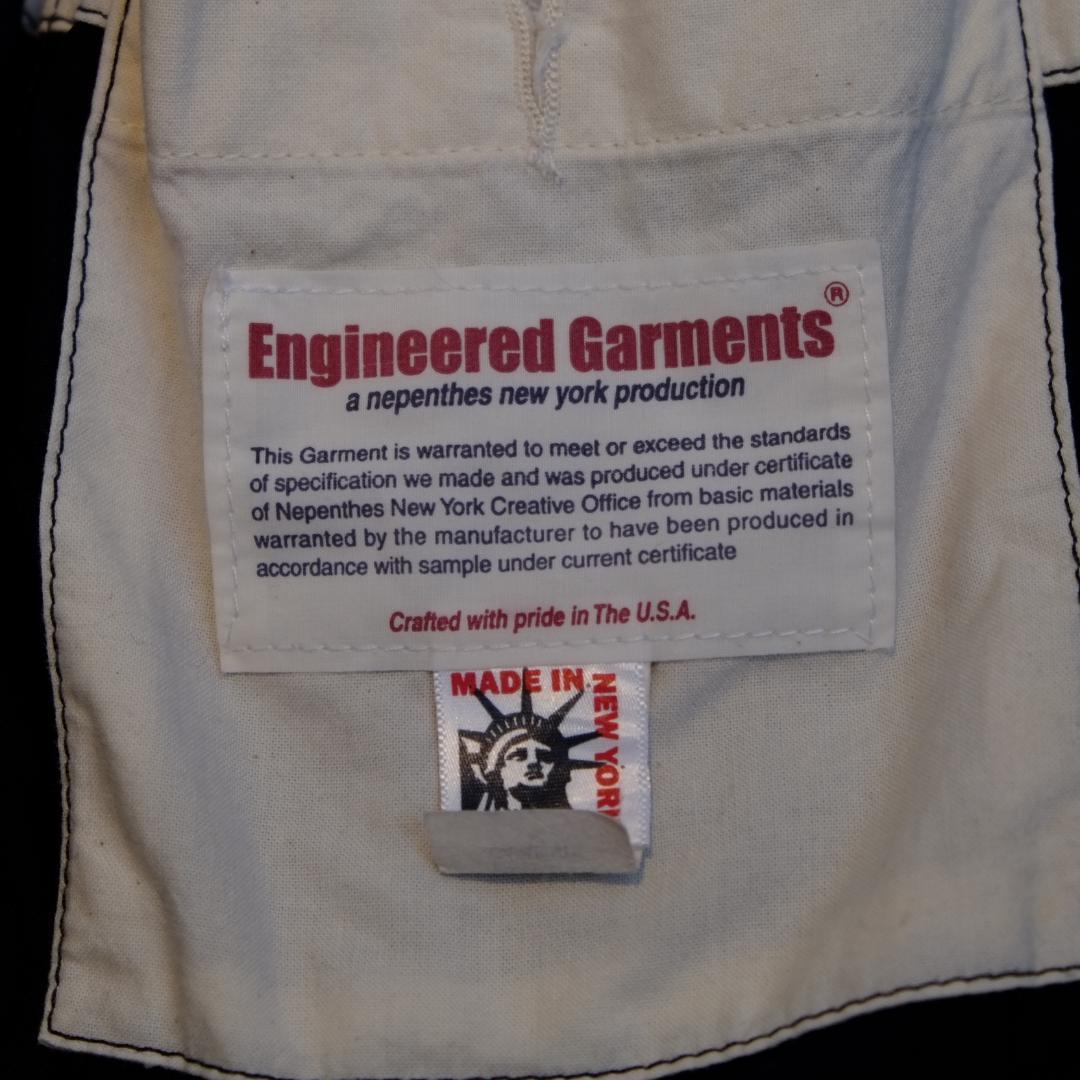 Engineered Garments®
a nepenthes new york production
This Garment is warranted to meet or exceed the standards
of specification we made and was produced under certificate
of Nepenthes New York Creative Office from basic materials
warranted by the manufacturer to have been produced in
accordance with sample under current certificate
Crafted with pride in The U.S.A.
MADE IN
NEW YORK